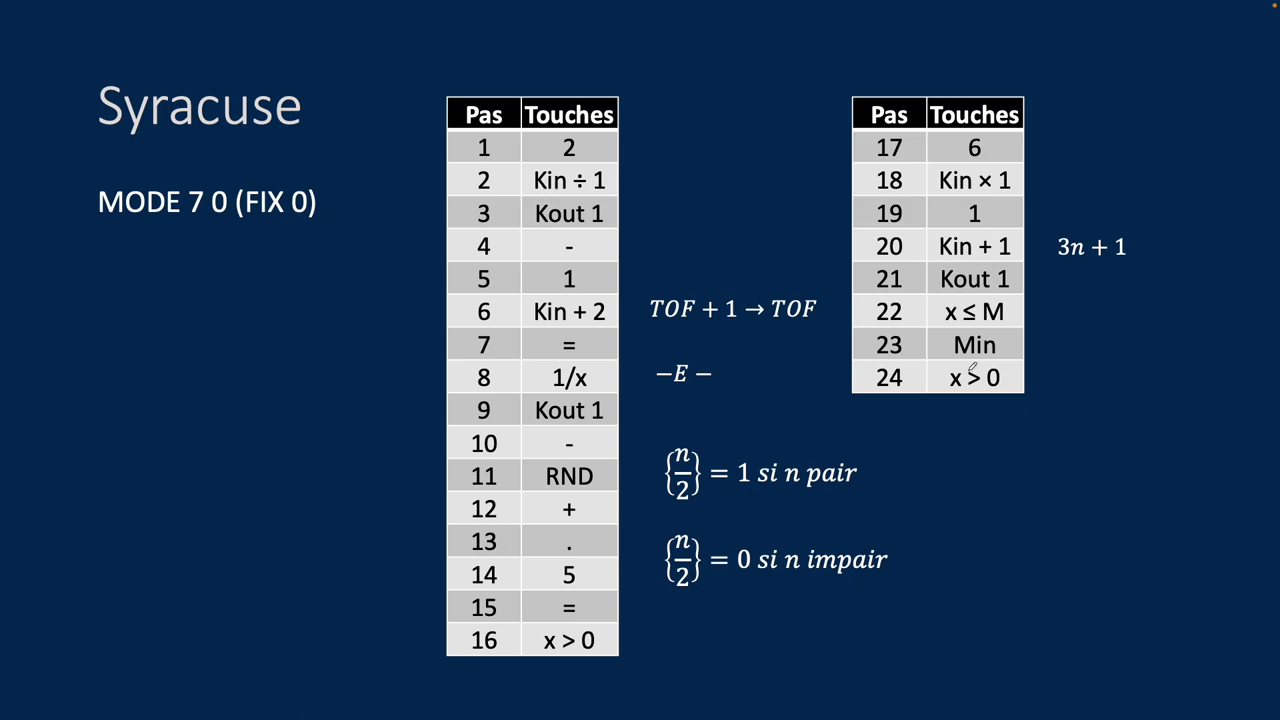 Syracuse
MODE 7 0 (FIX 0)
Pas Touches
1 2
2 Kin ÷ 1
3 Kout 1
4 -
5 1
6 Kin + 2
7 =
8 1/x
9 Kout 1
10 -
11 RND
12 +
13 .
14 5
15 =
16 x > 0
TOF + 1 → TOF
−E −
{n/2} = 1 si n pair
{n/2} = 0 si n impair
Pas Touches
17 6
18 Kin × 1
19 1
20 Kin + 1
21 Kout 1
22 x ≤ M
23 Min
24 x > 0
3n + 1